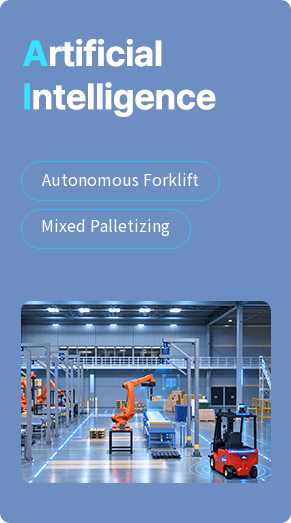 Artificial
Intelligence
Autonomous Forklift
Mixed Palletizing